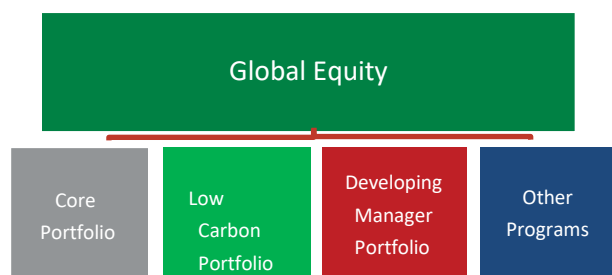 Global Equity
Core
Portfolio
Low
Carbon
Portfolio
Developing
Manager
Portfolio
Other
Programs